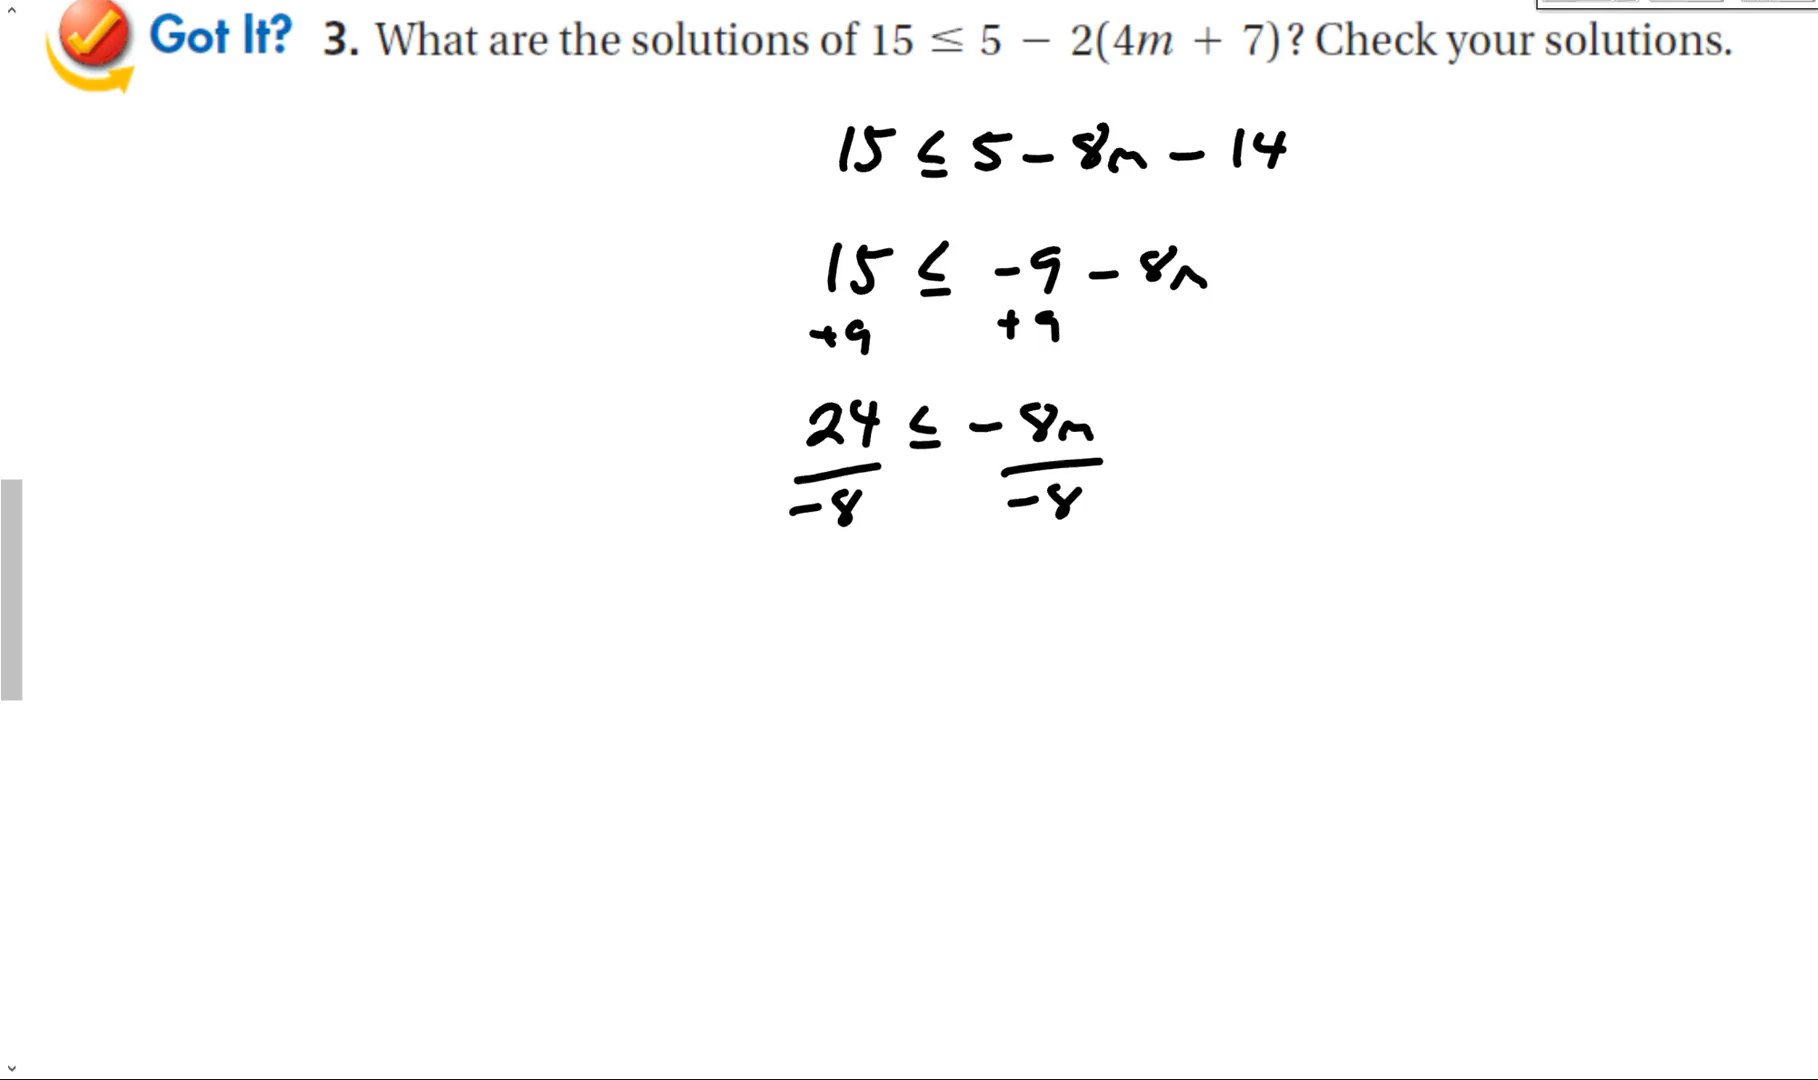 Got It? 3. What are the solutions of 15 ≤ 5 − 2(4m + 7)? Check your solutions.
15 ≤ 5 - 8m - 14
15 ≤ -9 - 8m
+9 +9
24 ≤ - 8m
-8 -8